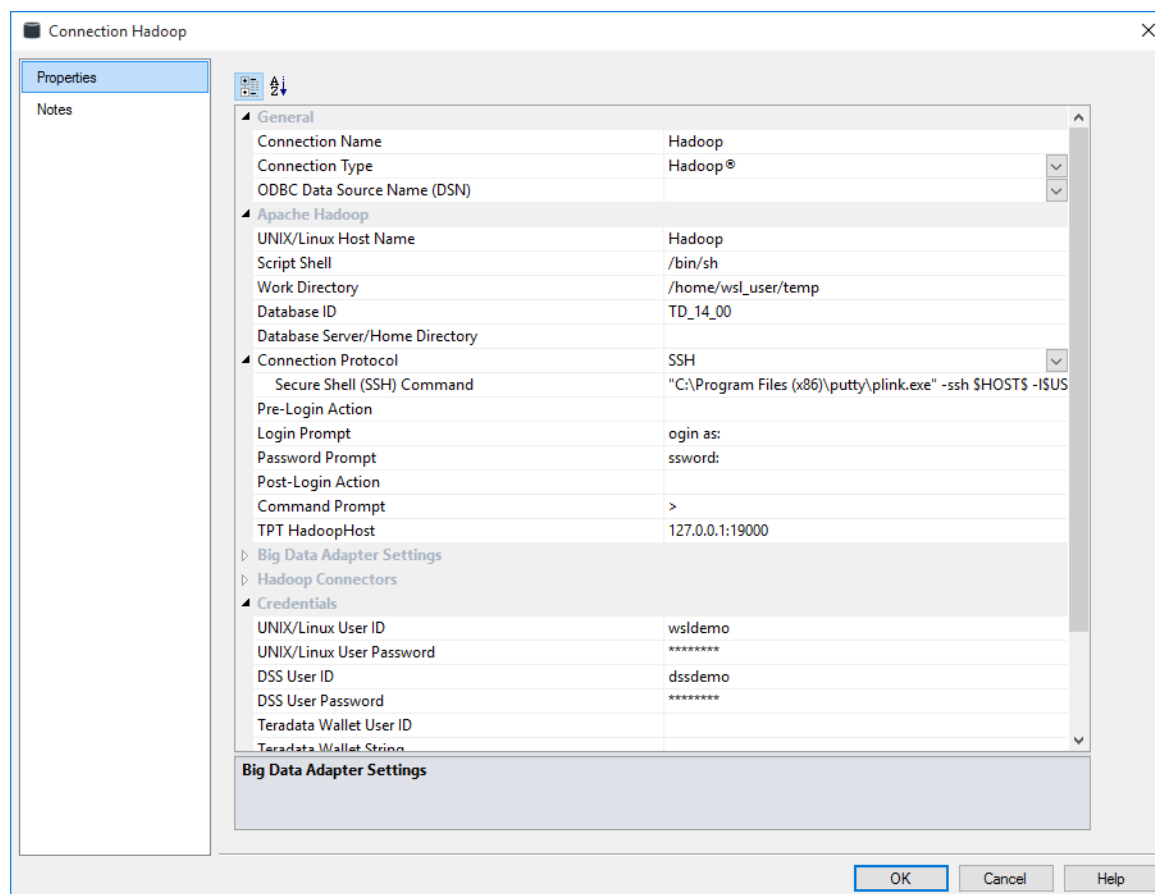 Connection Hadoop
Properties
Notes
General
Connection Name Hadoop
Connection Type Hadoop®
ODBC Data Source Name (DSN)
Apache Hadoop
UNIX/Linux Host Name Hadoop
Script Shell /bin/sh
Work Directory /home/wsl_user/temp
Database ID TD_14_00
Database Server/Home Directory
Connection Protocol SSH
Secure Shell (SSH) Command "C:\Program Files (x86)\putty\plink.exe" -ssh $HOST$ -l$US
Pre-Login Action
Login Prompt ogin as:
Password Prompt ssword:
Post-Login Action
Command Prompt >
TPT HadoopHost 127.0.0.1:19000
Big Data Adapter Settings
Hadoop Connectors
Credentials
UNIX/Linux User ID wsldemo
UNIX/Linux User Password ********
DSS User ID dssdemo
DSS User Password ********
Teradata Wallet User ID
Teradata Wallet String
Big Data Adapter Settings
OK Cancel Help